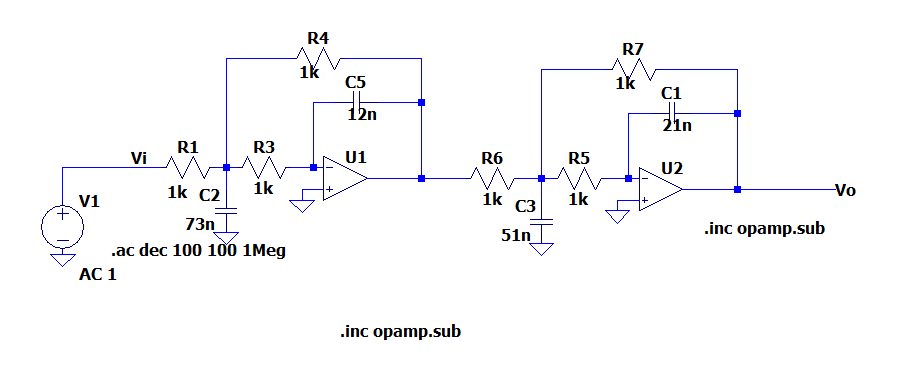 R4
1k
C5
12n
R7
1k
C1
21n
Vi
R1
1k
R3
1k
U1
R6
1k
R5
1k
U2
C2
73n
C3
51n
V1
AC 1
Vo
.ac dec 100 100 1Meg
.inc opamp.sub
.inc opamp.sub